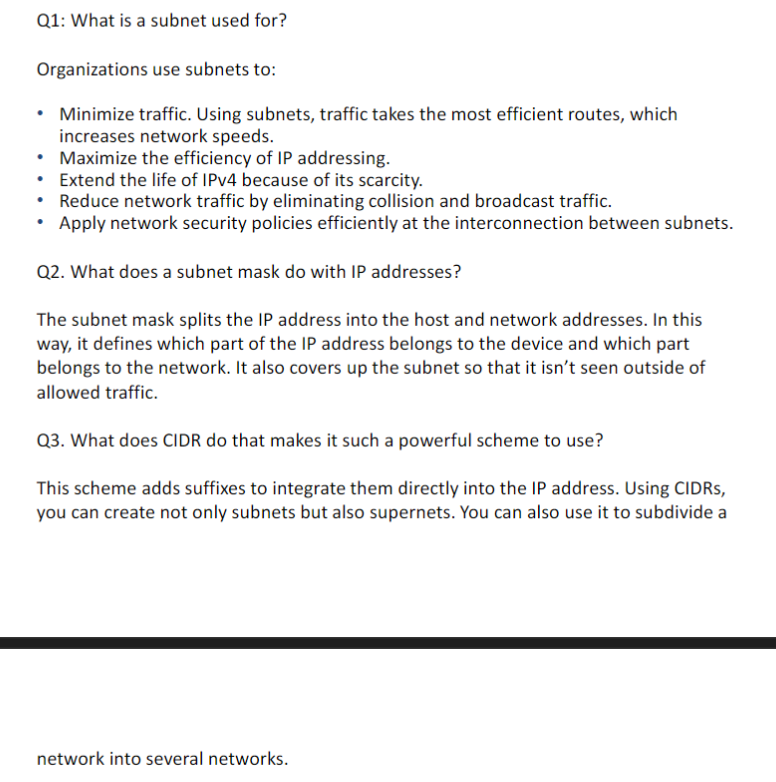 Q1: What is a subnet used for?
Organizations use subnets to:
• Minimize traffic. Using subnets, traffic takes the most efficient routes, which
increases network speeds.
• Maximize the efficiency of IP addressing.
• Extend the life of IPv4 because of its scarcity.
• Reduce network traffic by eliminating collision and broadcast traffic.
• Apply network security policies efficiently at the interconnection between subnets.
Q2. What does a subnet mask do with IP addresses?
The subnet mask splits the IP address into the host and network addresses. In this
way, it defines which part of the IP address belongs to the device and which part
belongs to the network. It also covers up the subnet so that it isn’t seen outside of
allowed traffic.
Q3. What does CIDR do that makes it such a powerful scheme to use?
This scheme adds suffixes to integrate them directly into the IP address. Using CIDRs,
you can create not only subnets but also supernets. You can also use it to subdivide a
network into several networks.